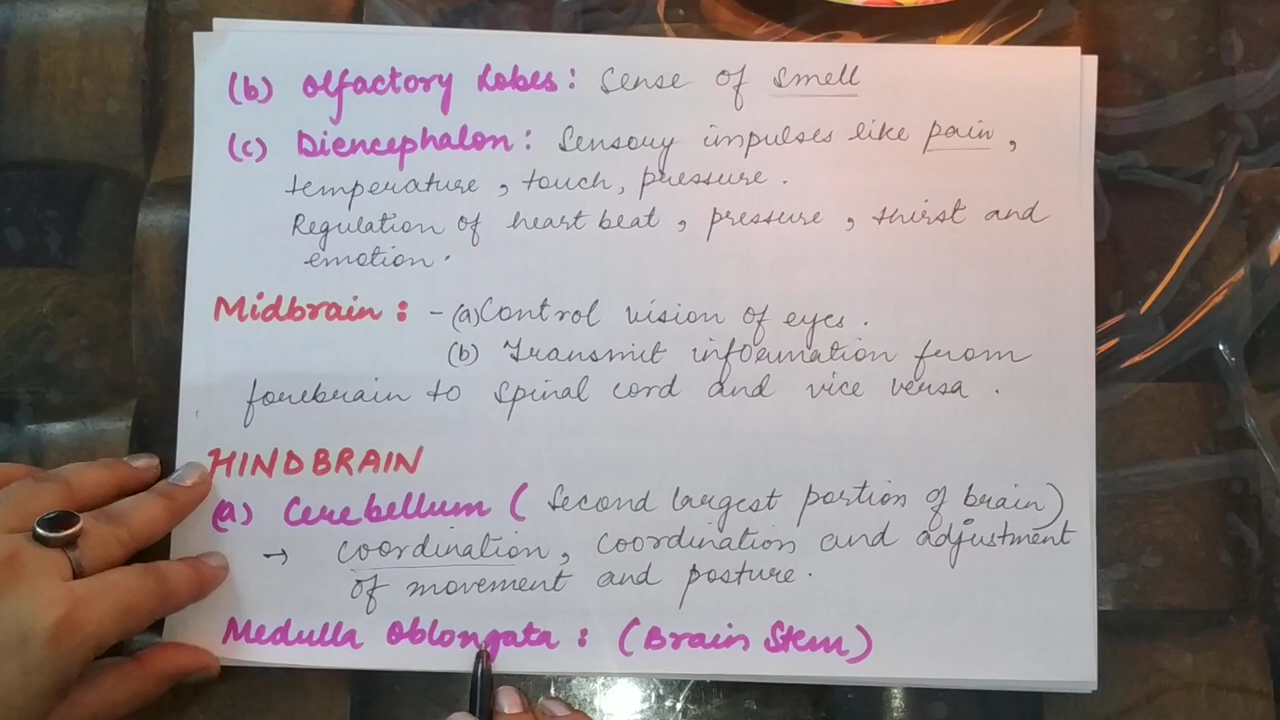 (b) Olfactory Lobes : Sense of smell
(c) Diencephalon : Sensory impulses like pain ,
temperature , touch, pressure .
Regulation of heart beat , pressure , thirst and
emotion .
Midbrain : - (a) Control vision of eyes .
(b) Transmit information from
forebrain to spinal cord and vice versa .
HINDBRAIN
(a) Cerebellum ( Second largest portion of brain)
→ coordination, coordination and adjustment
of movement and posture .
Medulla Oblongata : (Brain Stem)